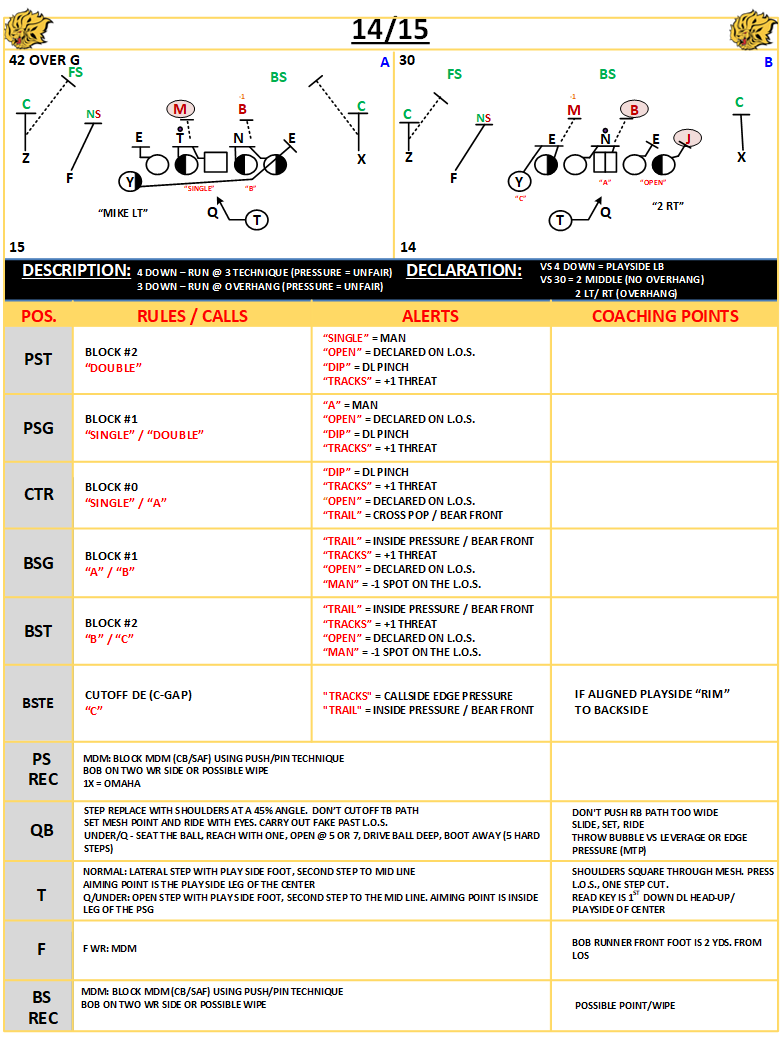 14/15
42 OVER G
A
FS
BS
C
NS
M
-1
B
C
E
T
N
E
Z
F
Y
"SINGLE"
"B"
X
"MIKE LT"
Q
T
15
30
B
FS
BS
C
NS
-1
M
B
C
E
N
E
J
Z
F
Y
"C"
"A"
"OPEN"
X
T
Q
"2 RT"
14
DESCRIPTION: 4 DOWN – RUN @ 3 TECHNIQUE (PRESSURE = UNFAIR)
3 DOWN – RUN @ OVERHANG (PRESSURE = UNFAIR)
DECLARATION: VS 4 DOWN = PLAYSIDE LB
VS 30 = 2 MIDDLE (NO OVERHANG)
2 LT/ RT (OVERHANG)
POS. RULES / CALLS ALERTS COACHING POINTS
PST
BLOCK #2
"DOUBLE"
"SINGLE" = MAN
"OPEN" = DECLARED ON L.O.S.
"DIP" = DL PINCH
"TRACKS" = +1 THREAT
PSG
BLOCK #1
"SINGLE" / "DOUBLE"
"A" = MAN
"OPEN" = DECLARED ON L.O.S.
"DIP" = DL PINCH
"TRACKS" = +1 THREAT
CTR
BLOCK #0
"SINGLE" / "A"
"DIP" = DL PINCH
"TRACKS" = +1 THREAT
"OPEN" = DECLARED ON L.O.S.
"TRAIL" = CROSS POP / BEAR FRONT
BSG
BLOCK #1
"A" / "B"
"TRAIL" = INSIDE PRESSURE / BEAR FRONT
"TRACKS" = +1 THREAT
"OPEN" = DECLARED ON L.O.S.
"MAN" = -1 SPOT ON THE L.O.S.
BST
BLOCK #2
"B" / "C"
"TRAIL" = INSIDE PRESSURE / BEAR FRONT
"TRACKS" = +1 THREAT
"OPEN" = DECLARED ON L.O.S.
"MAN" = -1 SPOT ON THE L.O.S.
BSTE
CUTOFF DE (C-GAP)
"C"
"TRACKS" = CALLSIDE EDGE PRESSURE
"TRAIL" = INSIDE PRESSURE / BEAR FRONT
IF ALIGNED PLAYSIDE "RIM"
TO BACKSIDE
PS
REC
MDM: BLOCK MDM (CB/SAF) USING PUSH/PIN TECHNIQUE
BOB ON TWO WR SIDE OR POSSIBLE WIPE
1X = OMAHA
QB
STEP REPLACE WITH SHOULDERS AT A 45% ANGLE. DON'T CUTOFF TB PATH
SET MESH POINT AND RIDE WITH EYES. CARRY OUT FAKE PAST L.O.S.
UNDER/Q - SEAT THE BALL, REACH WITH ONE, OPEN @ 5 OR 7, DRIVE BALL DEEP, BOOT AWAY (5 HARD
STEPS)
DON'T PUSH RB PATH TOO WIDE
SLIDE, SET, RIDE
THROW BUBBLE VS LEVERAGE OR EDGE
PRESSURE (MTP)
T
NORMAL: LATERAL STEP WITH PLAY SIDE FOOT, SECOND STEP TO MID LINE
AIMING POINT IS THE PLAY SIDE LEG OF THE CENTER
Q/UNDER: OPEN STEP WITH PLAY SIDE FOOT, SECOND STEP TO THE MID LINE. AIMING POINT IS INSIDE
LEG OF THE PSG
SHOULDERS SQUARE THROUGH MESH. PRESS
L.O.S., ONE STEP CUT.
READ KEY IS 1ST DOWN DL HEAD-UP/
PLAYSIDE OF CENTER
F
F WR: MDM
BOB RUNNER FRONT FOOT IS 2 YDS. FROM
LOS
BS
REC
MDM: BLOCK MDM (CB/SAF) USING PUSH/PIN TECHNIQUE
BOB ON TWO WR SIDE OR POSSIBLE WIPE
POSSIBLE POINT/WIPE